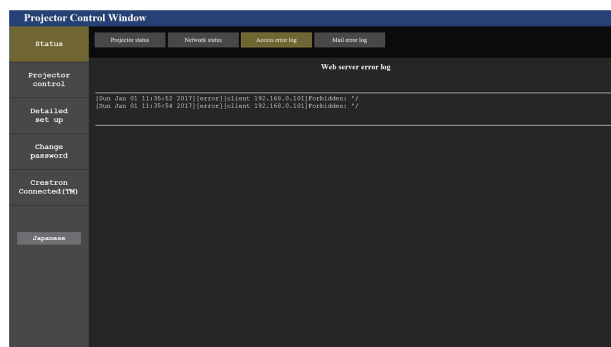 Projector Control Window
Status
Projector status
Network status
Access error log
Mail error log
Web server error log
Projector
control
[Sun Jan 01 11:35:52 2017][error][client 192.168.0.101]Forbidden: "/
[Sun Jan 01 11:35:54 2017][error][client 192.168.0.101]Forbidden: "/
Detailed
set up
Change
password
Crestron
Connected(TM)
Japanese